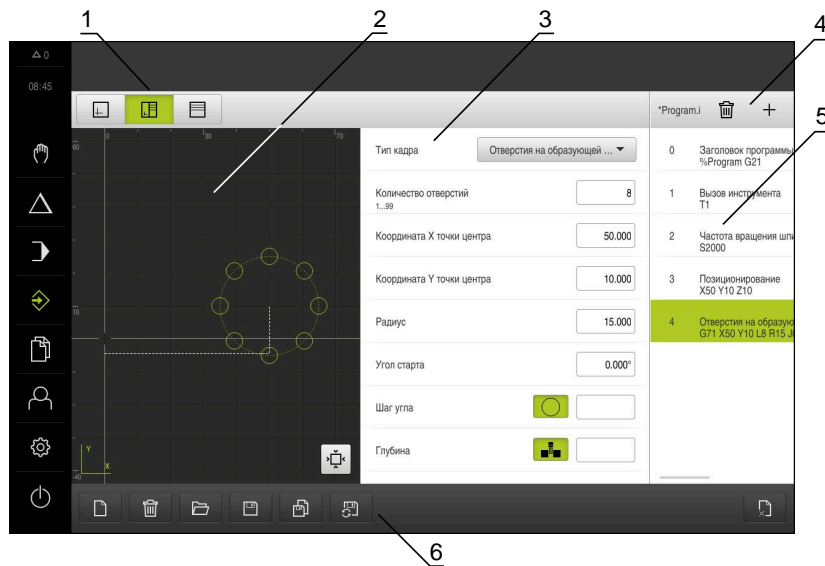 1
2
3
4
5
0
08:45
*Program.i
60
0
30
70
10
-40
Y
X
Тип кадра
Отверстия на образующей ...
Количество отверстий
1...99
8
Координата X точки центра
50.000
Координата Y точки центра
10.000
Радиус
15.000
Угол старта
0.000°
Шаг угла
Глубина
0 Заголовок программы
%Program G21
1 Вызов инструмента
T1
2 Частота вращения шпи
S2000
3 Позиционирование
X50 Y10 Z10
4 Отверстия на образую
G71 X50 Y10 L8 R15 J
6